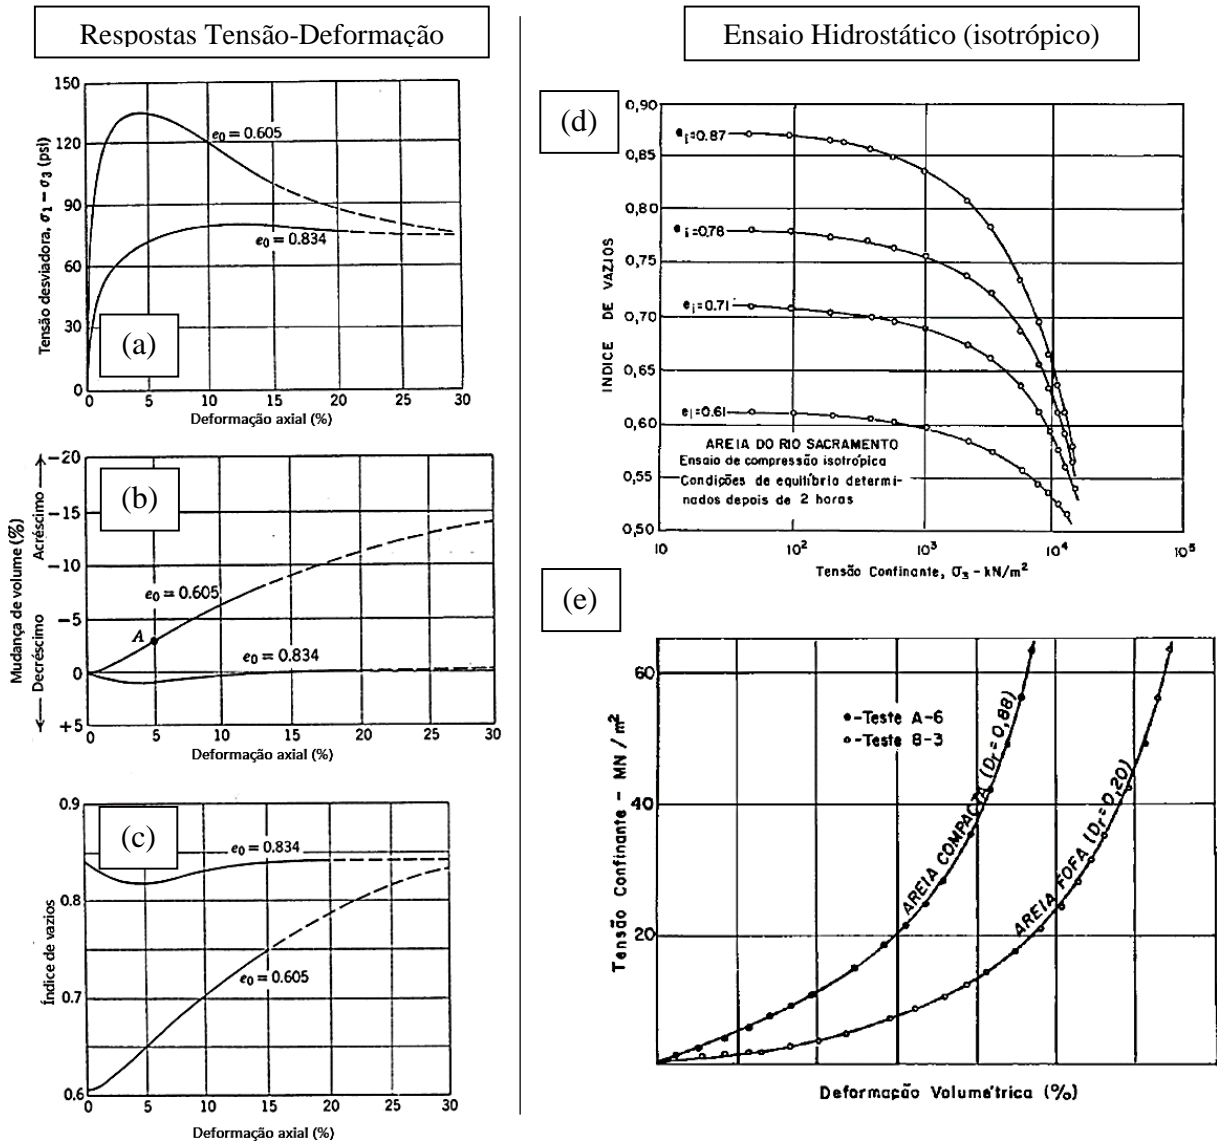 Respostas Tensão-Deformação
150
120
90
60
30
0
Tensão desviadora, σ₁ − σ₃ (psi)
e₀ = 0.605
e₀ = 0.834
(a)
0 5 10 15 20 25 30
Deformação axial (%)
-20
-15
-10
-5
0
+5
Mudança de volume (%)
Decréscimo
Acréscimo
(b)
e₀ = 0.605
A
e₀ = 0.834
0 5 10 15 20 25 30
Deformação axial (%)
0.9
0.8
0.7
0.6
Índice de vazios
(c)
e₀ = 0.834
e₀ = 0.605
0 5 10 15 20 25 30
Deformação axial (%)
Ensaio Hidrostático (isotrópico)
(d)
0,90
0,85
0,80
0,75
0,70
0,65
0,60
0,55
0,50
INDICE DE VAZIOS
eᵢ=0.87
eᵢ=0,78
eᵢ=0.71
eᵢ=0.61
AREIA DO RIO SACRAMENTO
Ensaio de compressão isotrópica
Condições de equilíbrio determi-
nados depois de 2 horas
10 10² 10³ 10⁴ 10⁵
Tensão Confinante, σ₃ - kN/m²
(e)
60
40
20
Tensão Confinante - MN/m²
•-Teste A-6
o-Teste B-3
AREIA COMPACTA (Dr = 0,88)
AREIA FOFA (Dr = 0,20)
Deformação Volumétrica (%)